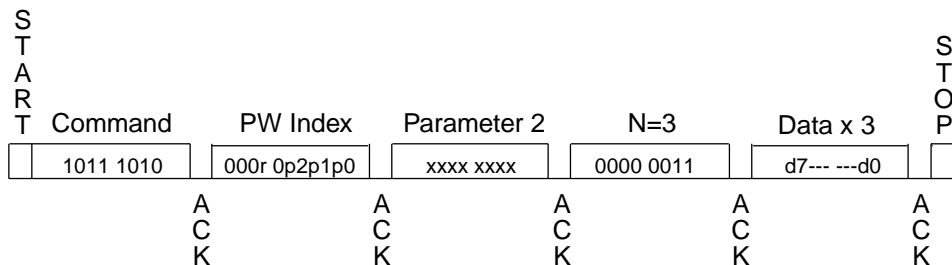 START
STOP
Command
PW Index
Parameter 2
N=3
Data x 3
1011 1010
000r 0p2p1p0
xxxx xxxx
0000 0011
d7--- ---d0
ACK
ACK
ACK
ACK
ACK